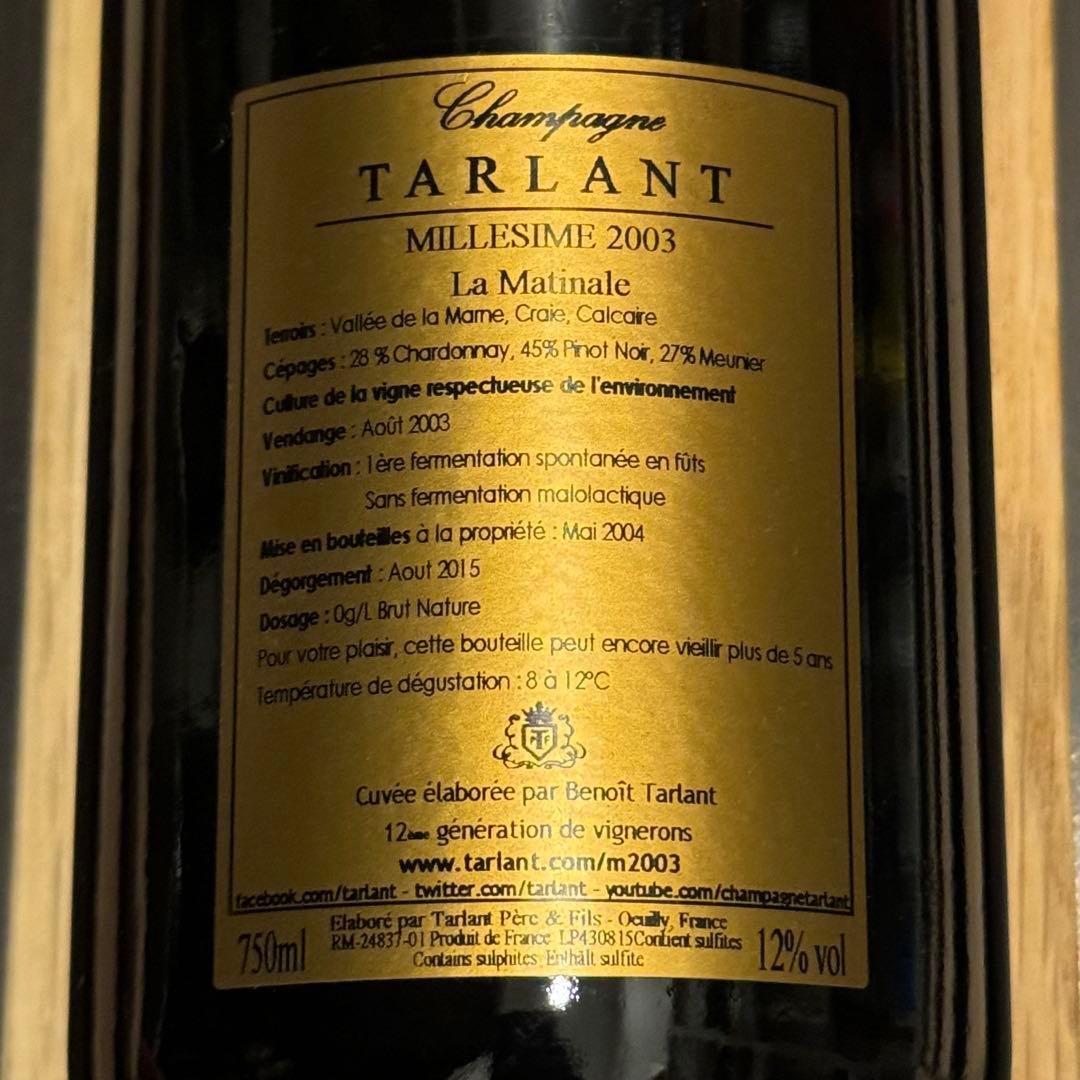 Champagne
TARLANT
MILLESIME 2003
La Matinale
Terroirs : Vallée de la Marne, Craie, Calcaire
Cépages : 28 % Chardonnay, 45% Pinot Noir, 27% Meunier
Culture de la vigne respectueuse de l'environnement
Vendange : Août 2003
Vinification : 1ère fermentation spontanée en fûts
Sans fermentation malolactique
Mise en bouteilles à la propriété : Mai 2004
Dégorgement : Aout 2015
Dosage : 0g/L Brut Nature
Pour votre plaisir, cette bouteille peut encore vieillir plus de 5 ans
Température de dégustation : 8 à 12°C
Cuvée élaborée par Benoît Tarlant
12ème génération de vignerons
www.tarlant.com/m2003
facebook.com/tarlant - twitter.com/tarlant - youtube.com/champagnetarlant
Elaboré par Tarlant Père & Fils - Oeuilly, France
RM-24837-01 Produit de France LP430815Contient sulfites
Contains sulphites, Enthält sulfite
750ml
12% vol